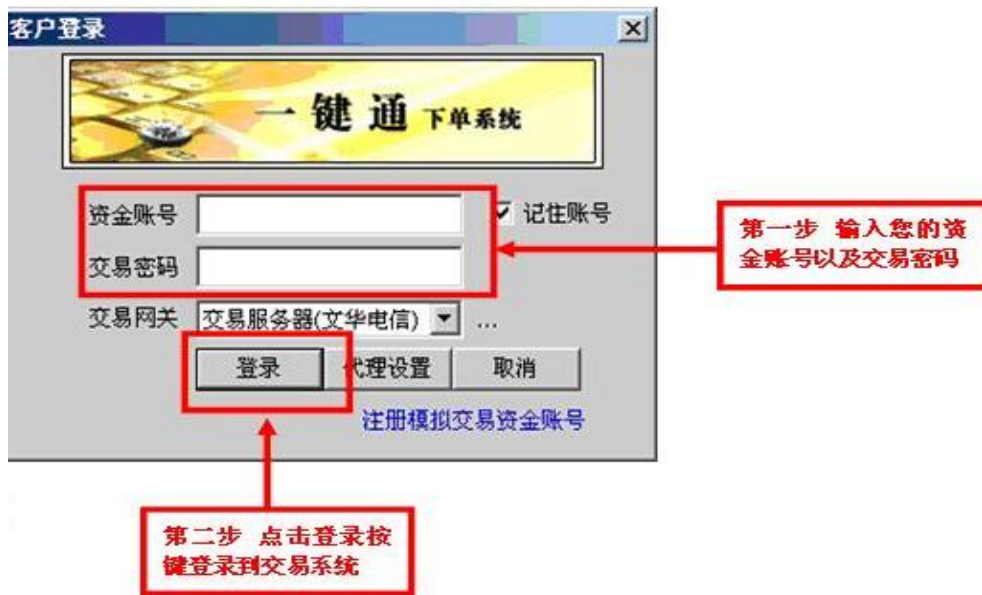 客户登录
一键通下单系统
资金账号
记住账号
第一步 输入您的资
金账号以及交易密码
交易密码
交易网关 交易服务器(文华电信) ...
登录 代理设置 取消
注册模拟交易资金账号
第二步 点击登录按
键登录到交易系统